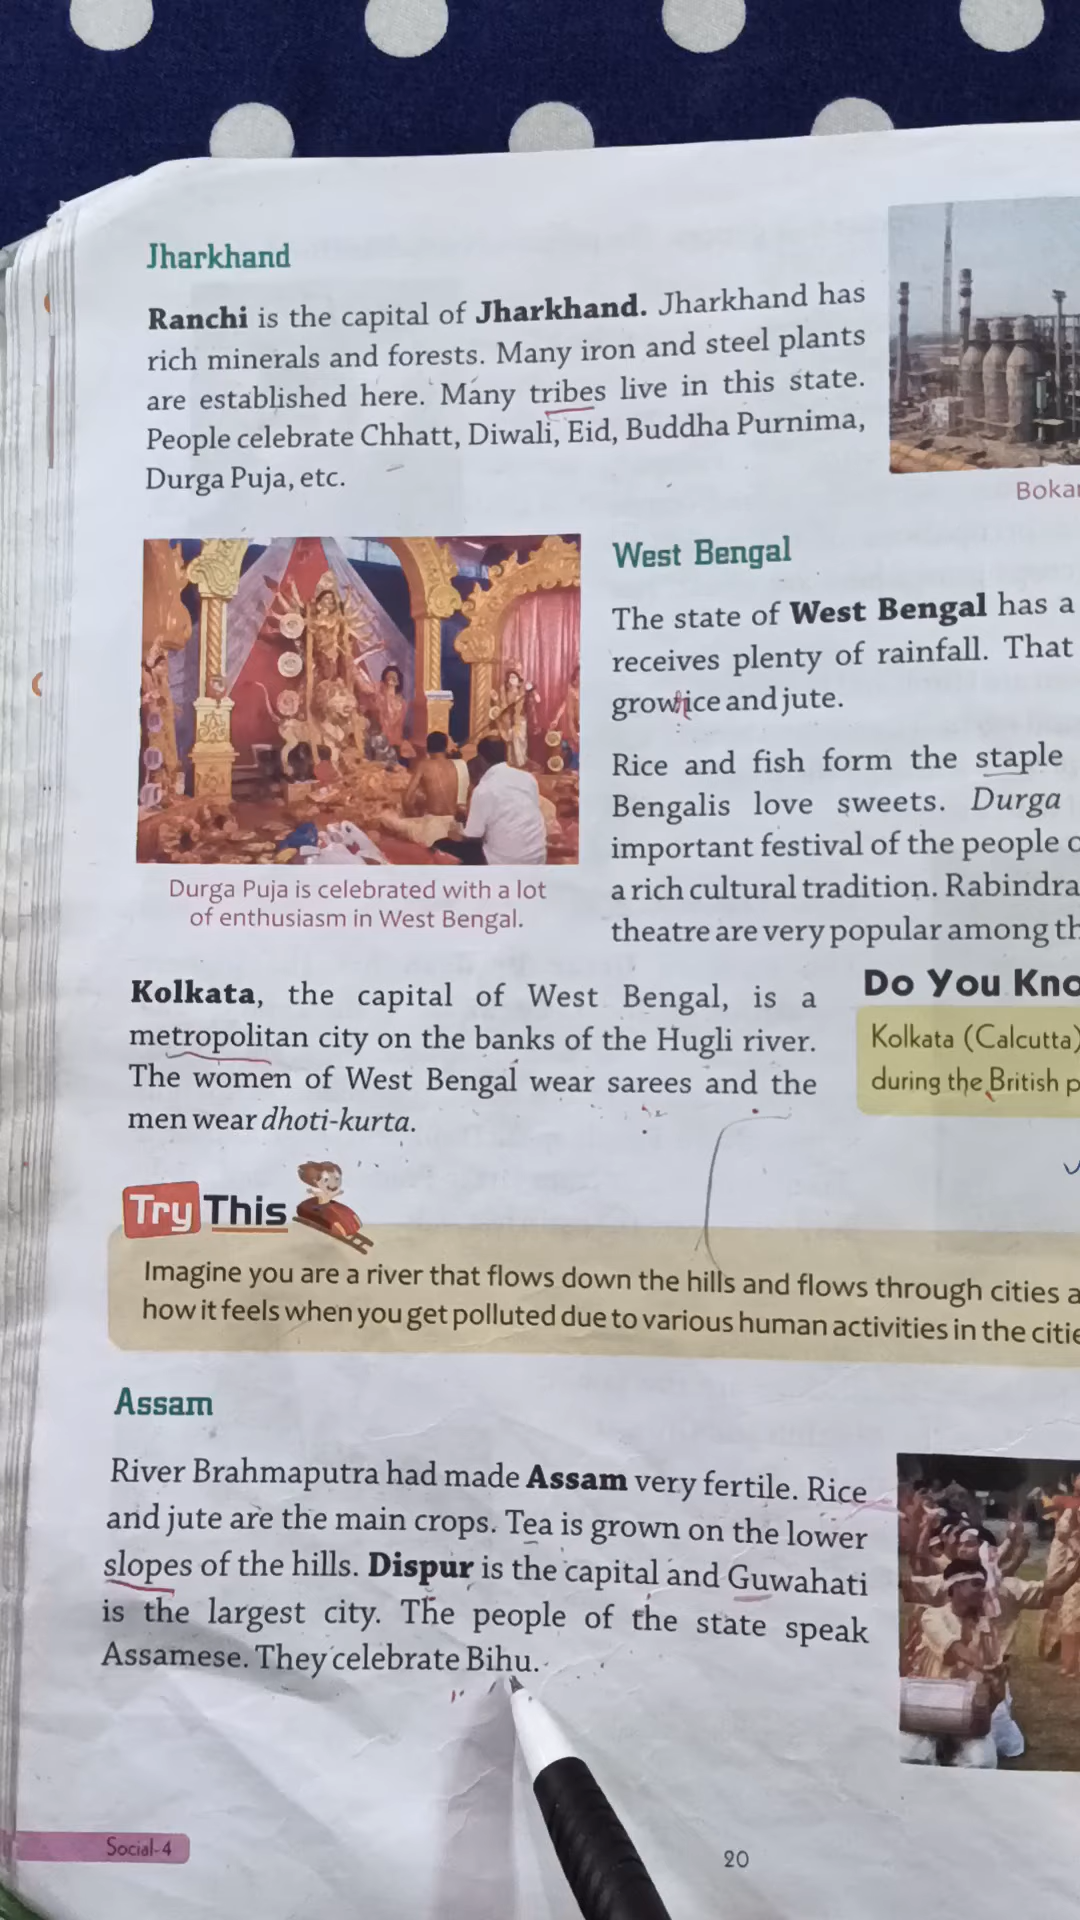 Jharkhand
Ranchi is the capital of Jharkhand. Jharkhand has
rich minerals and forests. Many iron and steel plants
are established here. Many tribes live in this state.
People celebrate Chhatt, Diwali, Eid, Buddha Purnima,
Durga Puja, etc.
West Bengal
The state of West Bengal has a
receives plenty of rainfall. That
grow rice and jute.
Rice and fish form the staple
Bengalis love sweets. Durga
important festival of the people
a rich cultural tradition. Rabindra
theatre are very popular among
Durga Puja is celebrated with a lot
of enthusiasm in West Bengal.
Kolkata, the capital of West Bengal, is a
metropolitan city on the banks of the Hugli river.
The women of West Bengal wear sarees and the
men wear dhoti-kurta.
Do You
Kolkata (Calcutta)
during the British
Try This
Imagine you are a river that flows down the hills and flows through cities
how it feels when you get polluted due to various human activities in the
Assam
River Brahmaputra had made Assam very fertile. Rice
and jute are the main crops. Tea is grown on the lower
slopes of the hills. Dispur is the capital and Guwahati
is the largest city. The people of the state speak
Assamese. They celebrate Bihu.
Social-4
20